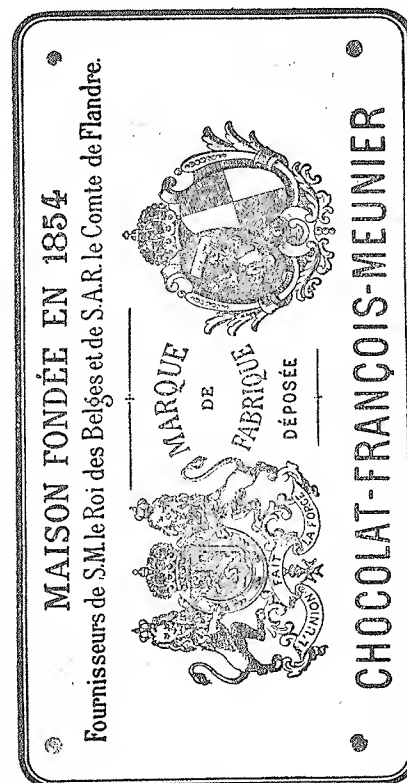 MAISON FONDÉE EN 1854
Fournisseurs de S.M. le Roi des Belges et de S.A.R. le Comte de Flandre.
MARQUE
DE
FABRIQUE
DÉPOSÉE
L'UNION FAIT LA FORCE
CHOCOLAT-FRANÇOIS-MEUNIER